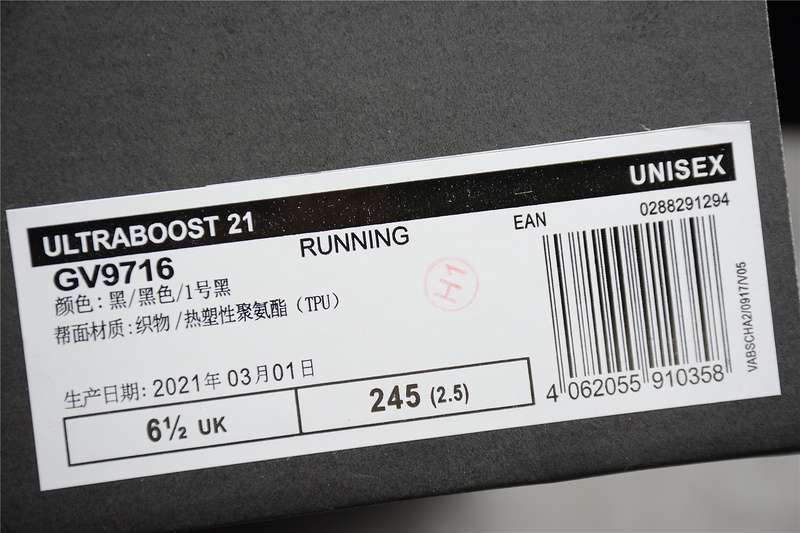 ULTRABOOST 21
UNISEX
GV9716
RUNNING
EAN
0288291294
颜色: 黑/黑色/1号黑
帮面材质: 织物/热塑性聚氨酯（TPU）
H1
生产日期: 2021年 03月01日
6½ UK
245 (2.5)
4 062055 910358
VABSCHA2/0917/V05